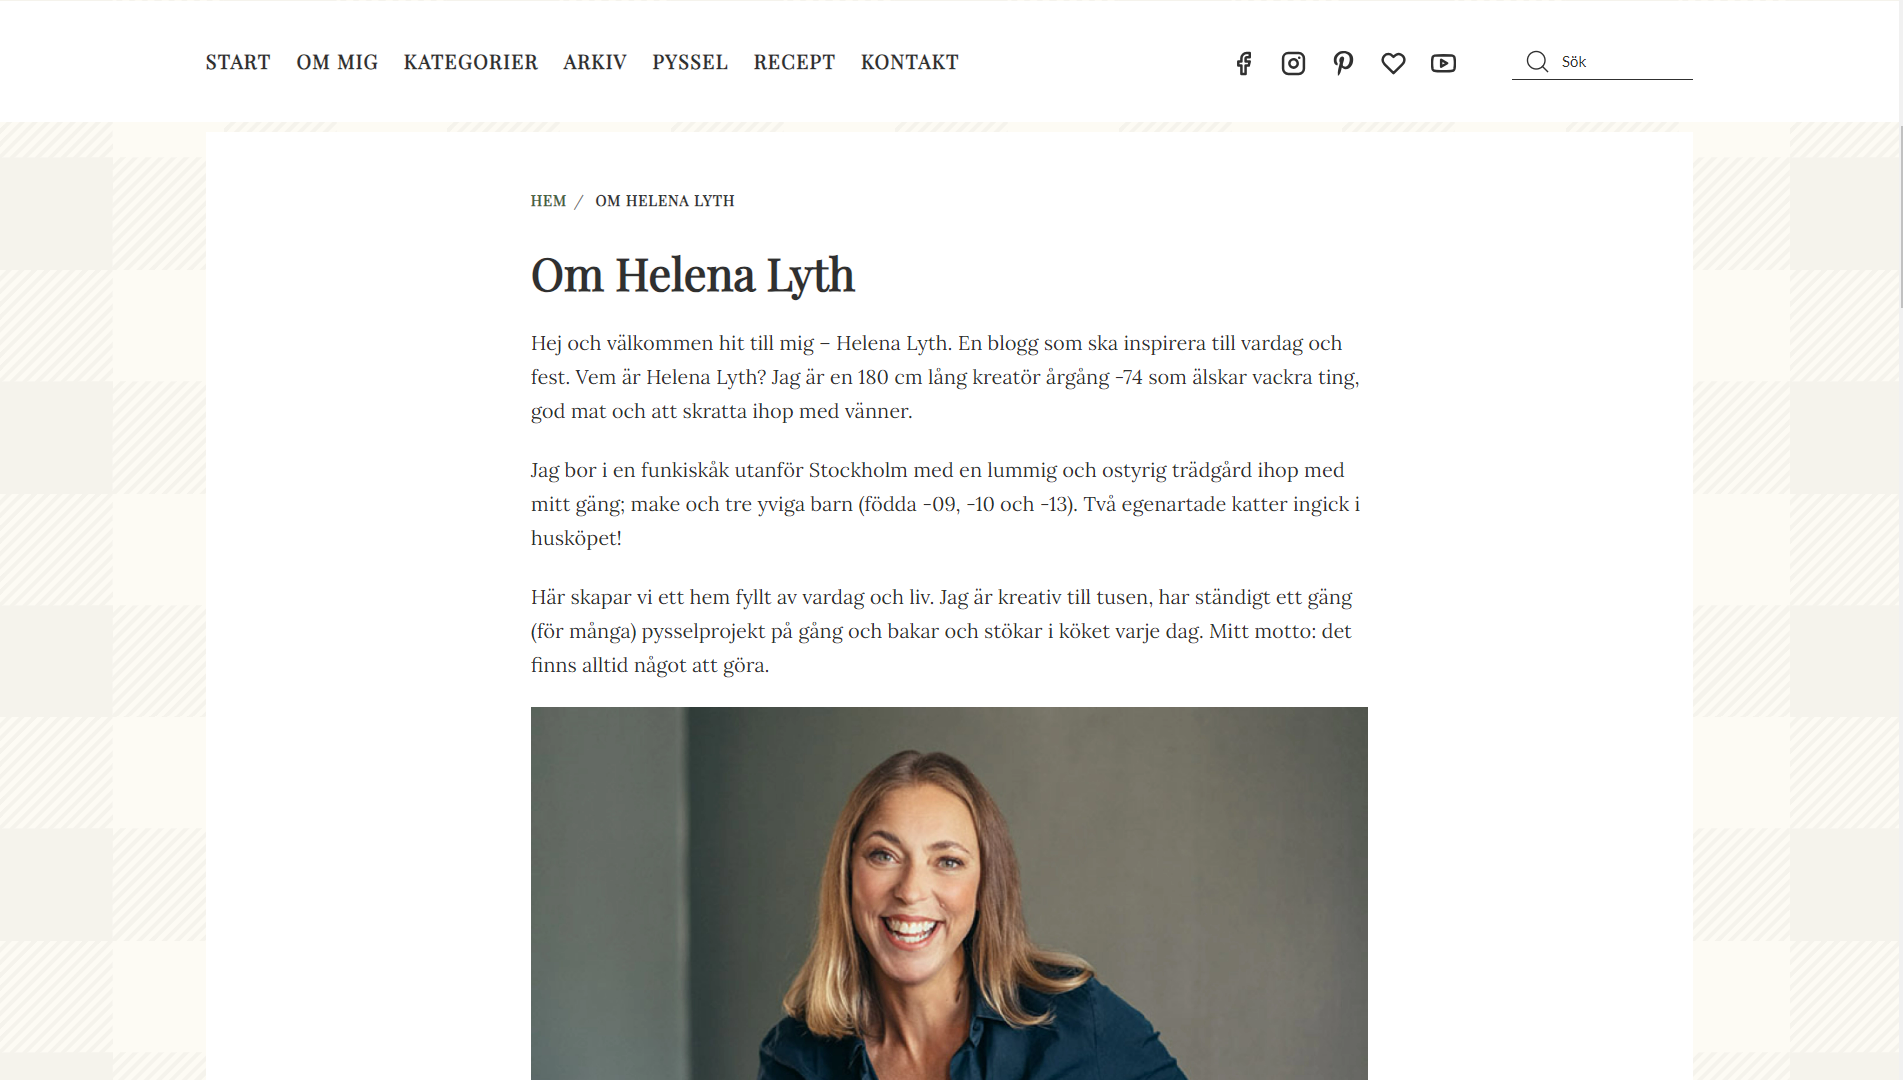 START OM MIG KATEGORIER ARKIV PYSSEL RECEPT KONTAKT Sök
HEM / OM HELENA LYTH
Om Helena Lyth
Hej och välkommen hit till mig – Helena Lyth. En blogg som ska inspirera till vardag och
fest. Vem är Helena Lyth? Jag är en 180 cm lång kreatör årgång -74 som älskar vackra ting,
god mat och att skratta ihop med vänner.
Jag bor i en funkiskåk utanför Stockholm med en lummig och ostyrig trädgård ihop med
mitt gäng; make och tre yviga barn (födda -09, -10 och -13). Två egenartade katter ingick i
husköpet!
Här skapar vi ett hem fyllt av vardag och liv. Jag är kreativ till tusen, har ständigt ett gäng
(för många) pysselprojekt på gång och bakar och stökar i köket varje dag. Mitt motto: det
finns alltid något att göra.